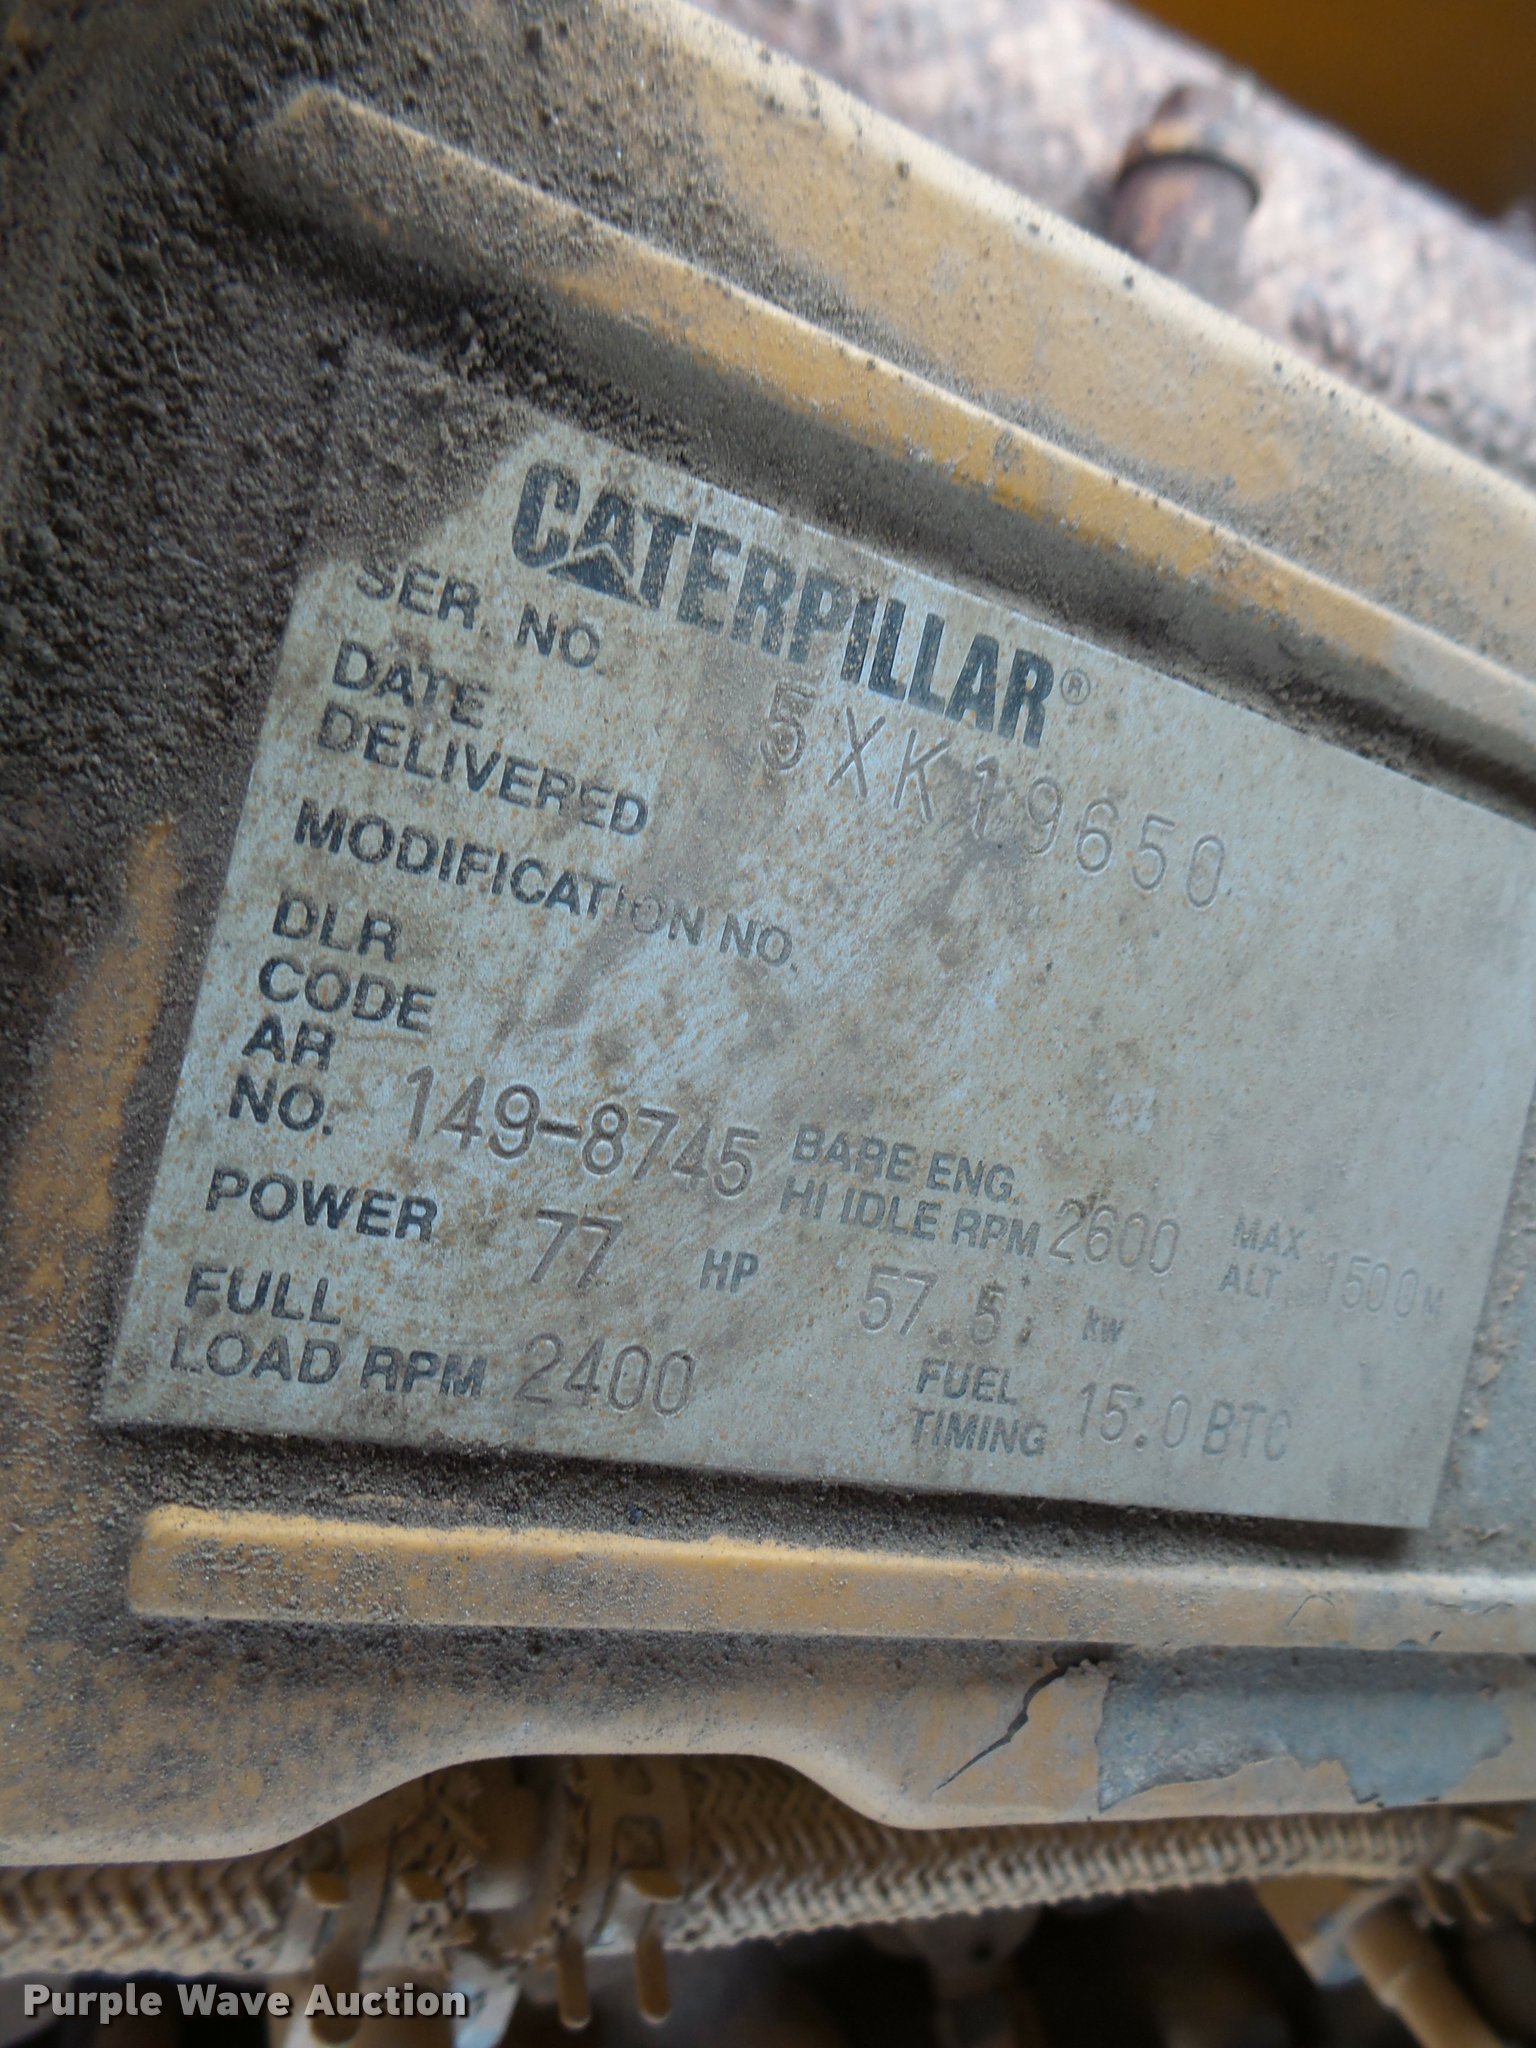 CATERPILLAR®
SER. NO 5XK19650
DATE
DELIVERED
MODIFICATION NO.
DLR
CODE
AR
NO. 149-8745 BARE ENG.
HI IDLE RPM 2600 MAX
ALT 1500M
POWER 77 HP 57.5 kW
FULL
LOAD RPM 2400 FUEL
TIMING 15.0 BTC
Purple Wave Auction